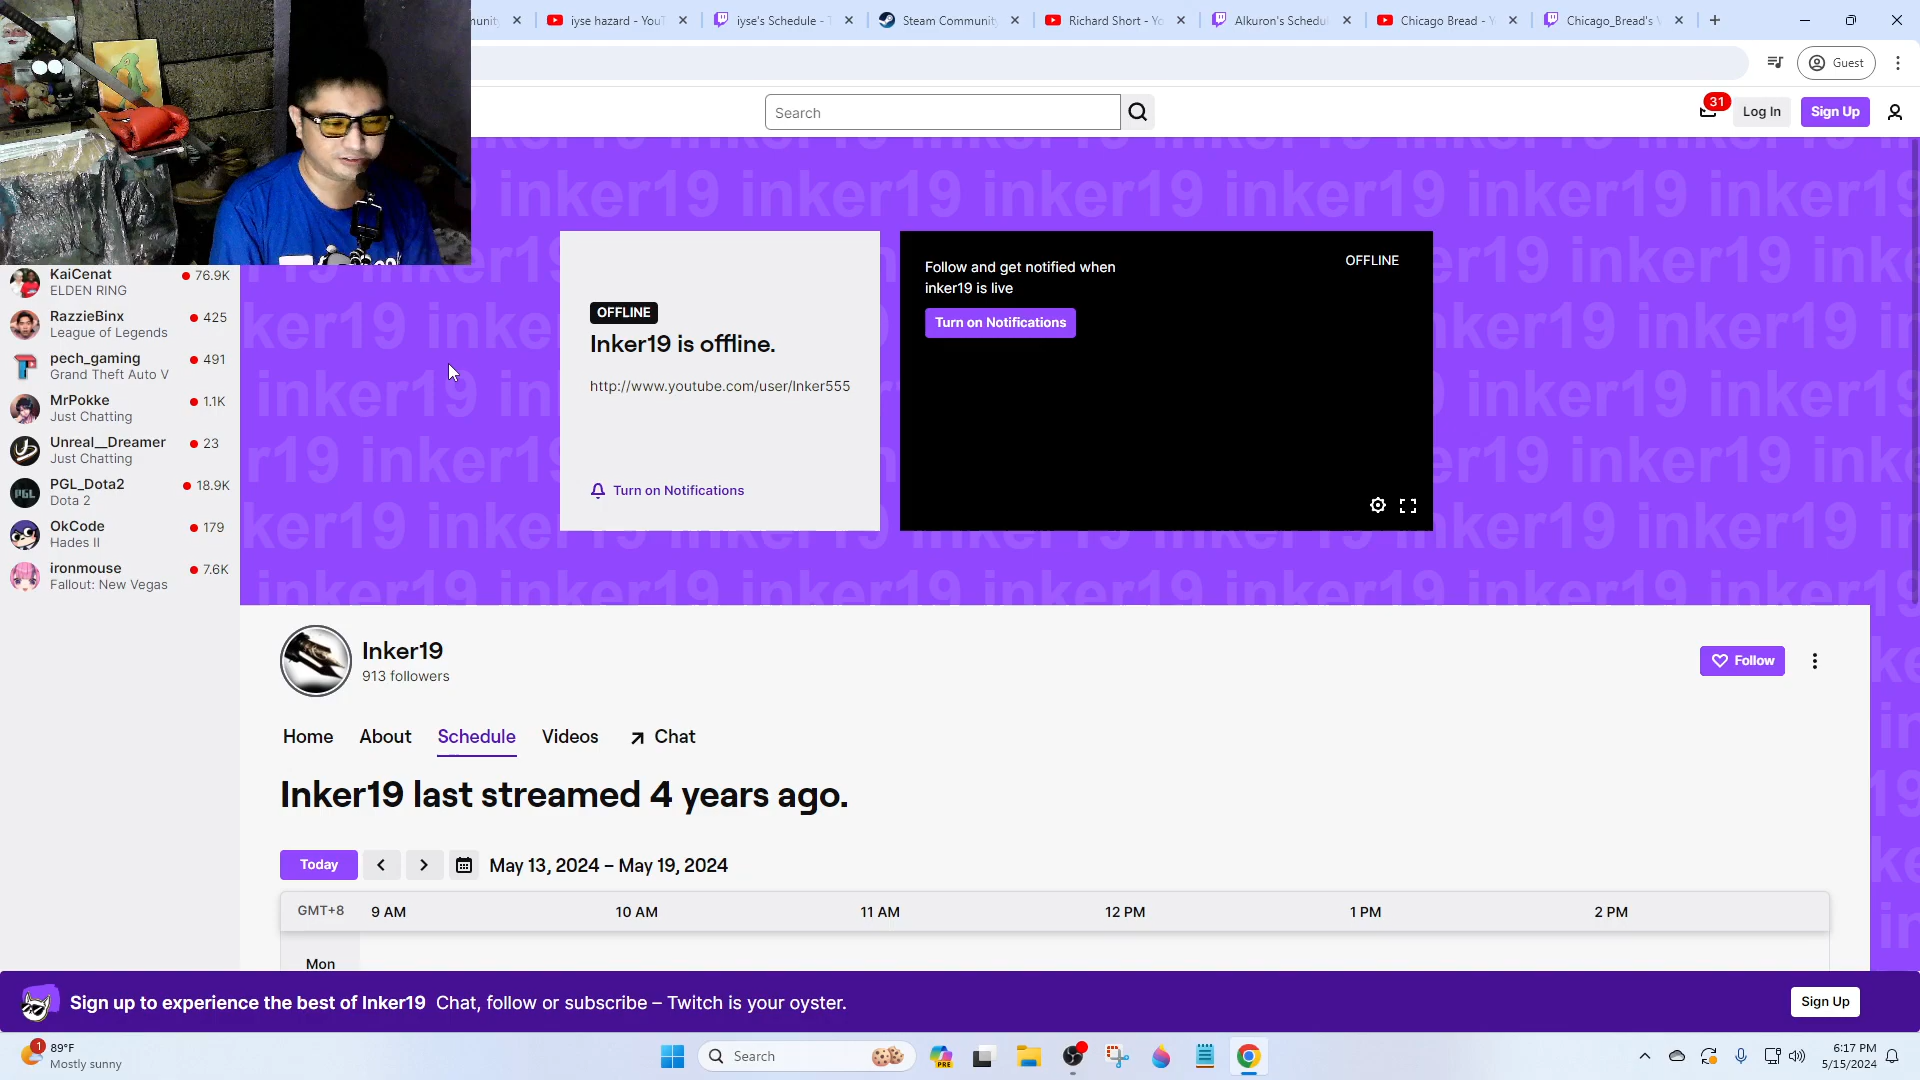 munity
iyse hazard - YouT
iyse's Schedule - T
Steam Community
Richard Short - Yo
Alkuron's Schedu
Chicago Bread - Y
Chicago_Bread's V
Guest
Search
31
Log In
Sign Up
inker19 inker19 inker19 inker19 inker19 inker19
OFFLINE
Inker19 is offline.
http://www.youtube.com/user/Inker555
Turn on Notifications
Follow and get notified when
inker19 is live
Turn on Notifications
OFFLINE
KaiCenat
ELDEN RING
76.9K
RazzieBinx
League of Legends
425
pech_gaming
Grand Theft Auto V
491
MrPokke
Just Chatting
1.1K
Unreal__Dreamer
Just Chatting
23
PGL_Dota2
Dota 2
18.9K
OkCode
Hades II
179
ironmouse
Fallout: New Vegas
7.6K
Inker19
913 followers
Follow
Home About Schedule Videos Chat
Inker19 last streamed 4 years ago.
Today
May 13, 2024 – May 19, 2024
GMT+8 9 AM 10 AM 11 AM 12 PM 1 PM 2 PM
Mon
Sign up to experience the best of Inker19 Chat, follow or subscribe – Twitch is your oyster.
Sign Up
1
89°F
Mostly sunny
Search
PRE
6:17 PM
5/15/2024